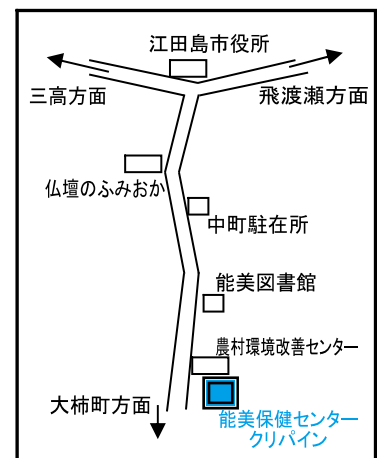 江田島市役所
三高方面
飛渡瀬方面
仏壇のふみおか
中町駐在所
能美図書館
農村環境改善センター
大柿町方面
能美保健センター
クリパイン